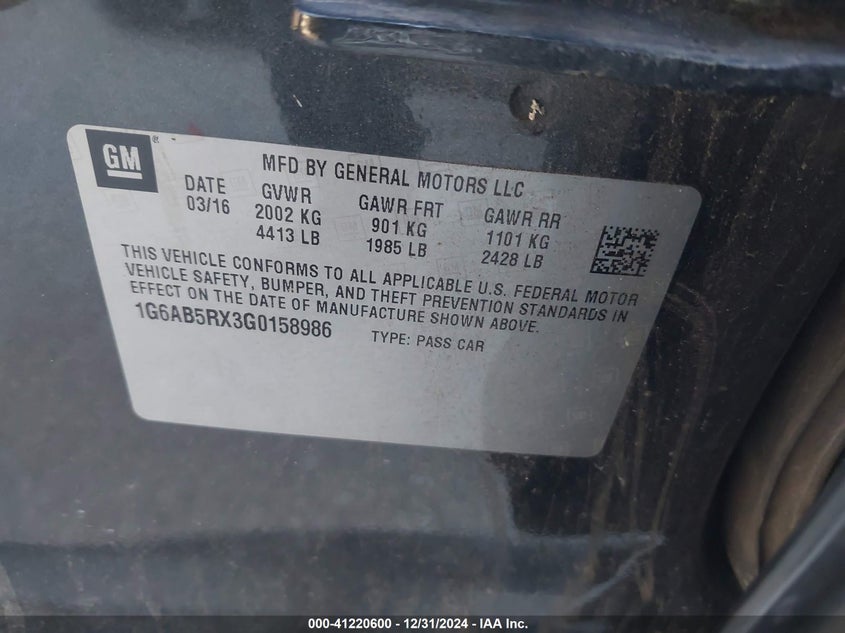 GM®
MFD BY GENERAL MOTORS LLC
DATE GVWR GAWR FRT GAWR RR
03/16 2002 KG 901 KG 1101 KG
4413 LB 1985 LB 2428 LB
THIS VEHICLE CONFORMS TO ALL APPLICABLE U.S. FEDERAL MOTOR
VEHICLE SAFETY, BUMPER, AND THEFT PREVENTION STANDARDS IN
EFFECT ON THE DATE OF MANUFACTURE SHOWN ABOVE.
1G6AB5RX3G0158986 TYPE: PASS CAR
000-41220600 - 12/31/2024 - IAA Inc.